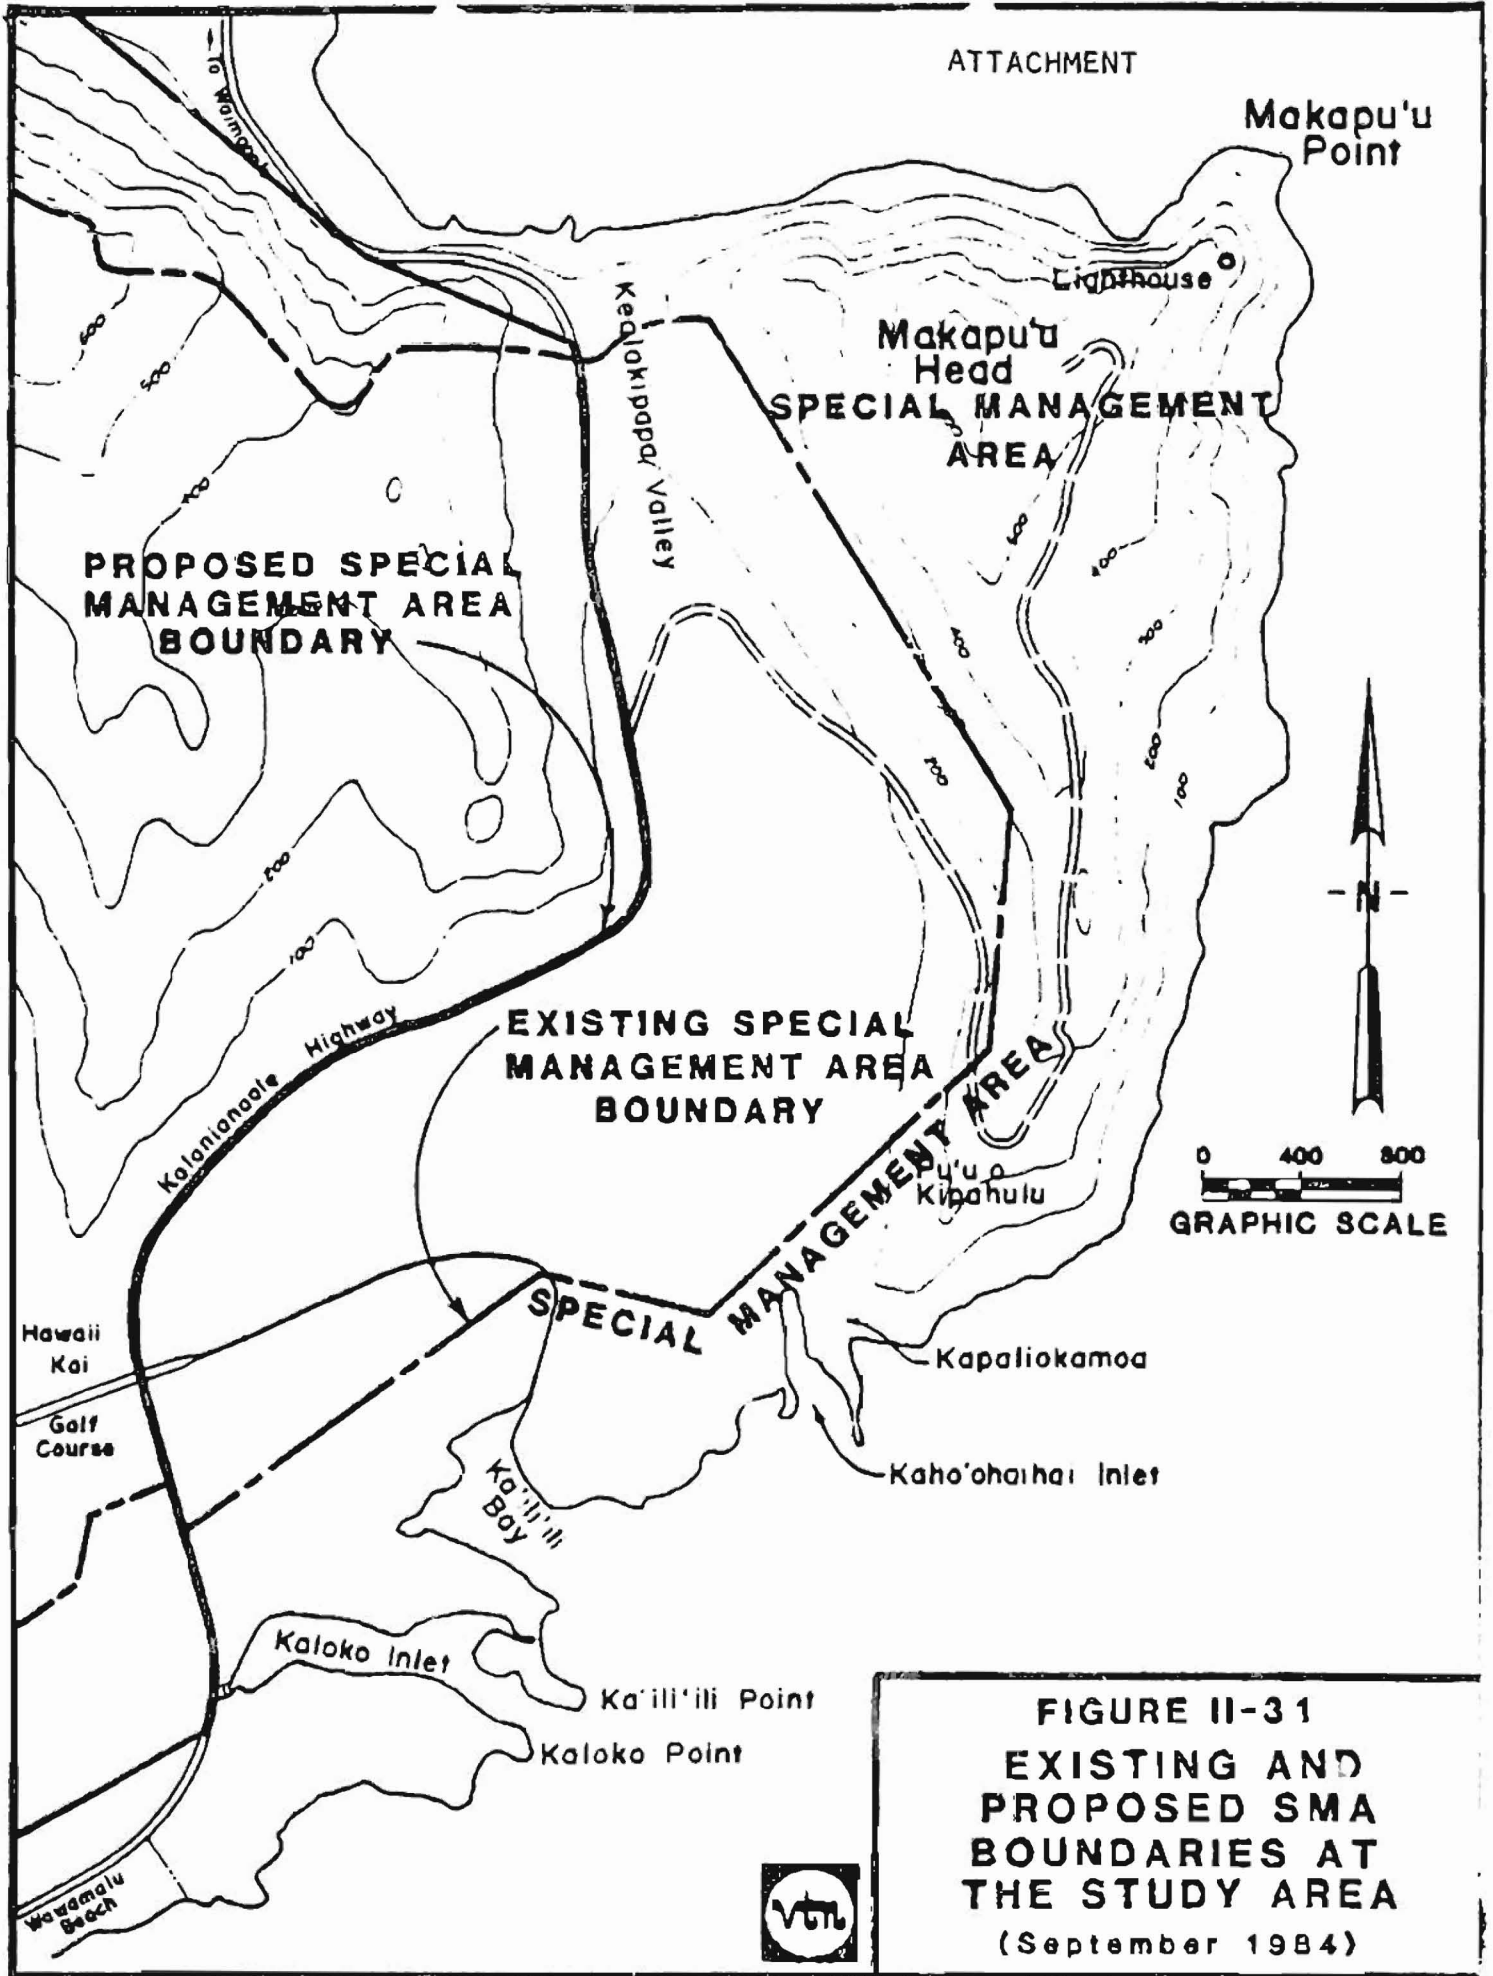 ATTACHMENT
Makapu'u
Point
To Waimanalo
Lighthouse
Kealokipapa Valley
Makapu'u
Head
SPECIAL MANAGEMENT
AREA
600
500
400
600
400
PROPOSED SPECIAL
MANAGEMENT AREA
BOUNDARY
400
300
200
100
200
200
100
N
Kalanianaole Highway
EXISTING SPECIAL
MANAGEMENT AREA
BOUNDARY
SPECIAL MANAGEMENT AREA
Pu'u o
Kipahulu
0 400 800
GRAPHIC SCALE
Hawaii
Kai
Golf
Course
Kapaliokamoa
Kaho'ohaihai Inlet
Ka'ili'ili
Bay
Kaloko Inlet
Ka'ili'ili Point
Kaloko Point
Wawamalu
Beach
vtn
FIGURE II-31
EXISTING AND
PROPOSED SMA
BOUNDARIES AT
THE STUDY AREA
(September 1984)